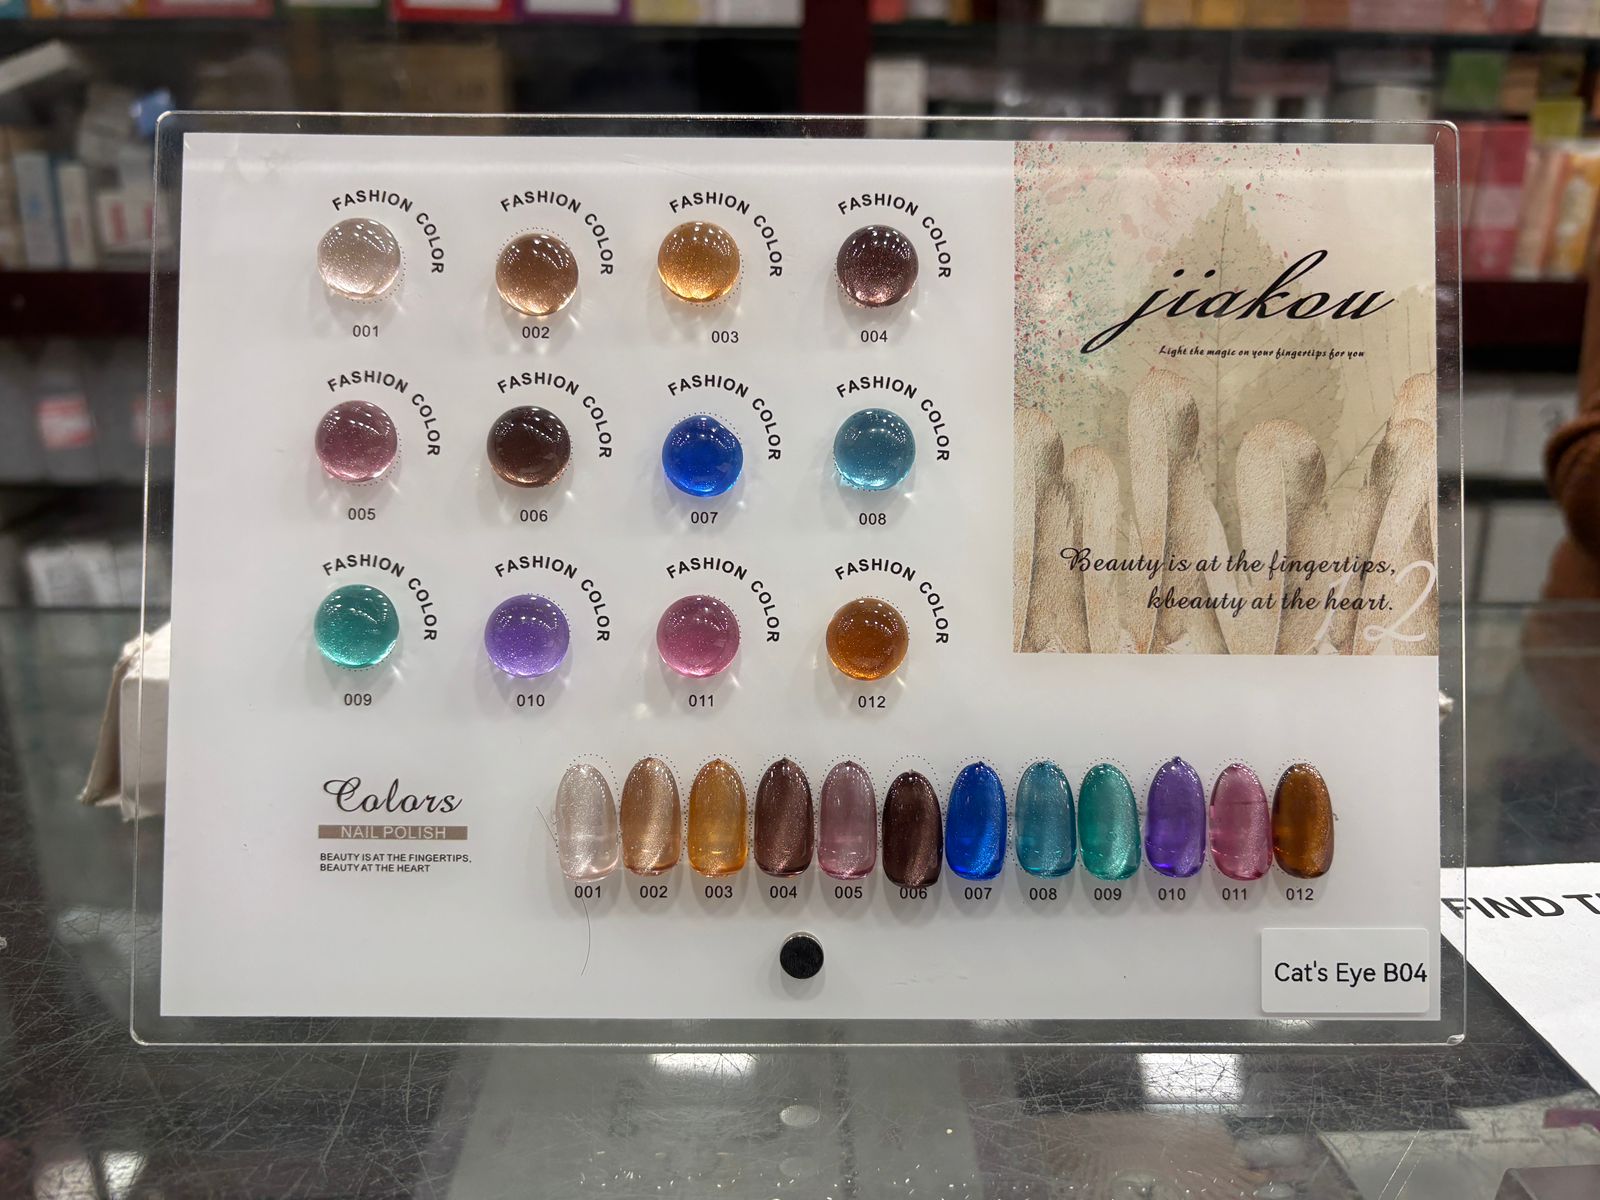 FASHION COLOR
FASHION COLOR
FASHION COLOR
FASHION COLOR
001
002
003
004
FASHION COLOR
FASHION COLOR
FASHION COLOR
FASHION COLOR
005
006
007
008
FASHION COLOR
FASHION COLOR
FASHION COLOR
FASHION COLOR
009
010
011
012
jiakou
Light the magic on your fingertips for you
Beauty is at the fingertips,
kbeauty at the heart.
12
Colors
NAIL POLISH
BEAUTY IS AT THE FINGERTIPS,
BEAUTY AT THE HEART
001 002 003 004 005 006 007 008 009 010 011 012
Cat's Eye B04
FIND